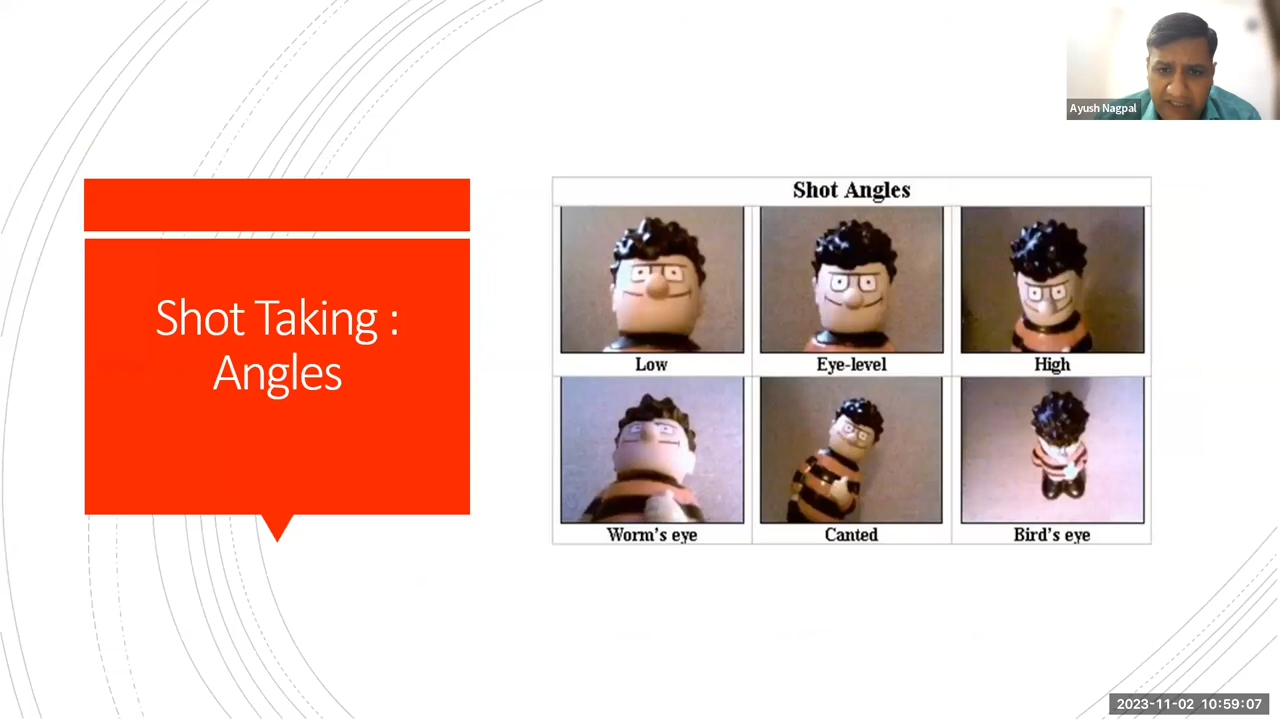 Ayush Nagpal
Shot Taking :
Angles
Shot Angles
Low
Eye-level
High
Worm's eye
Canted
Bird's eye
2023-11-02 10:59:07